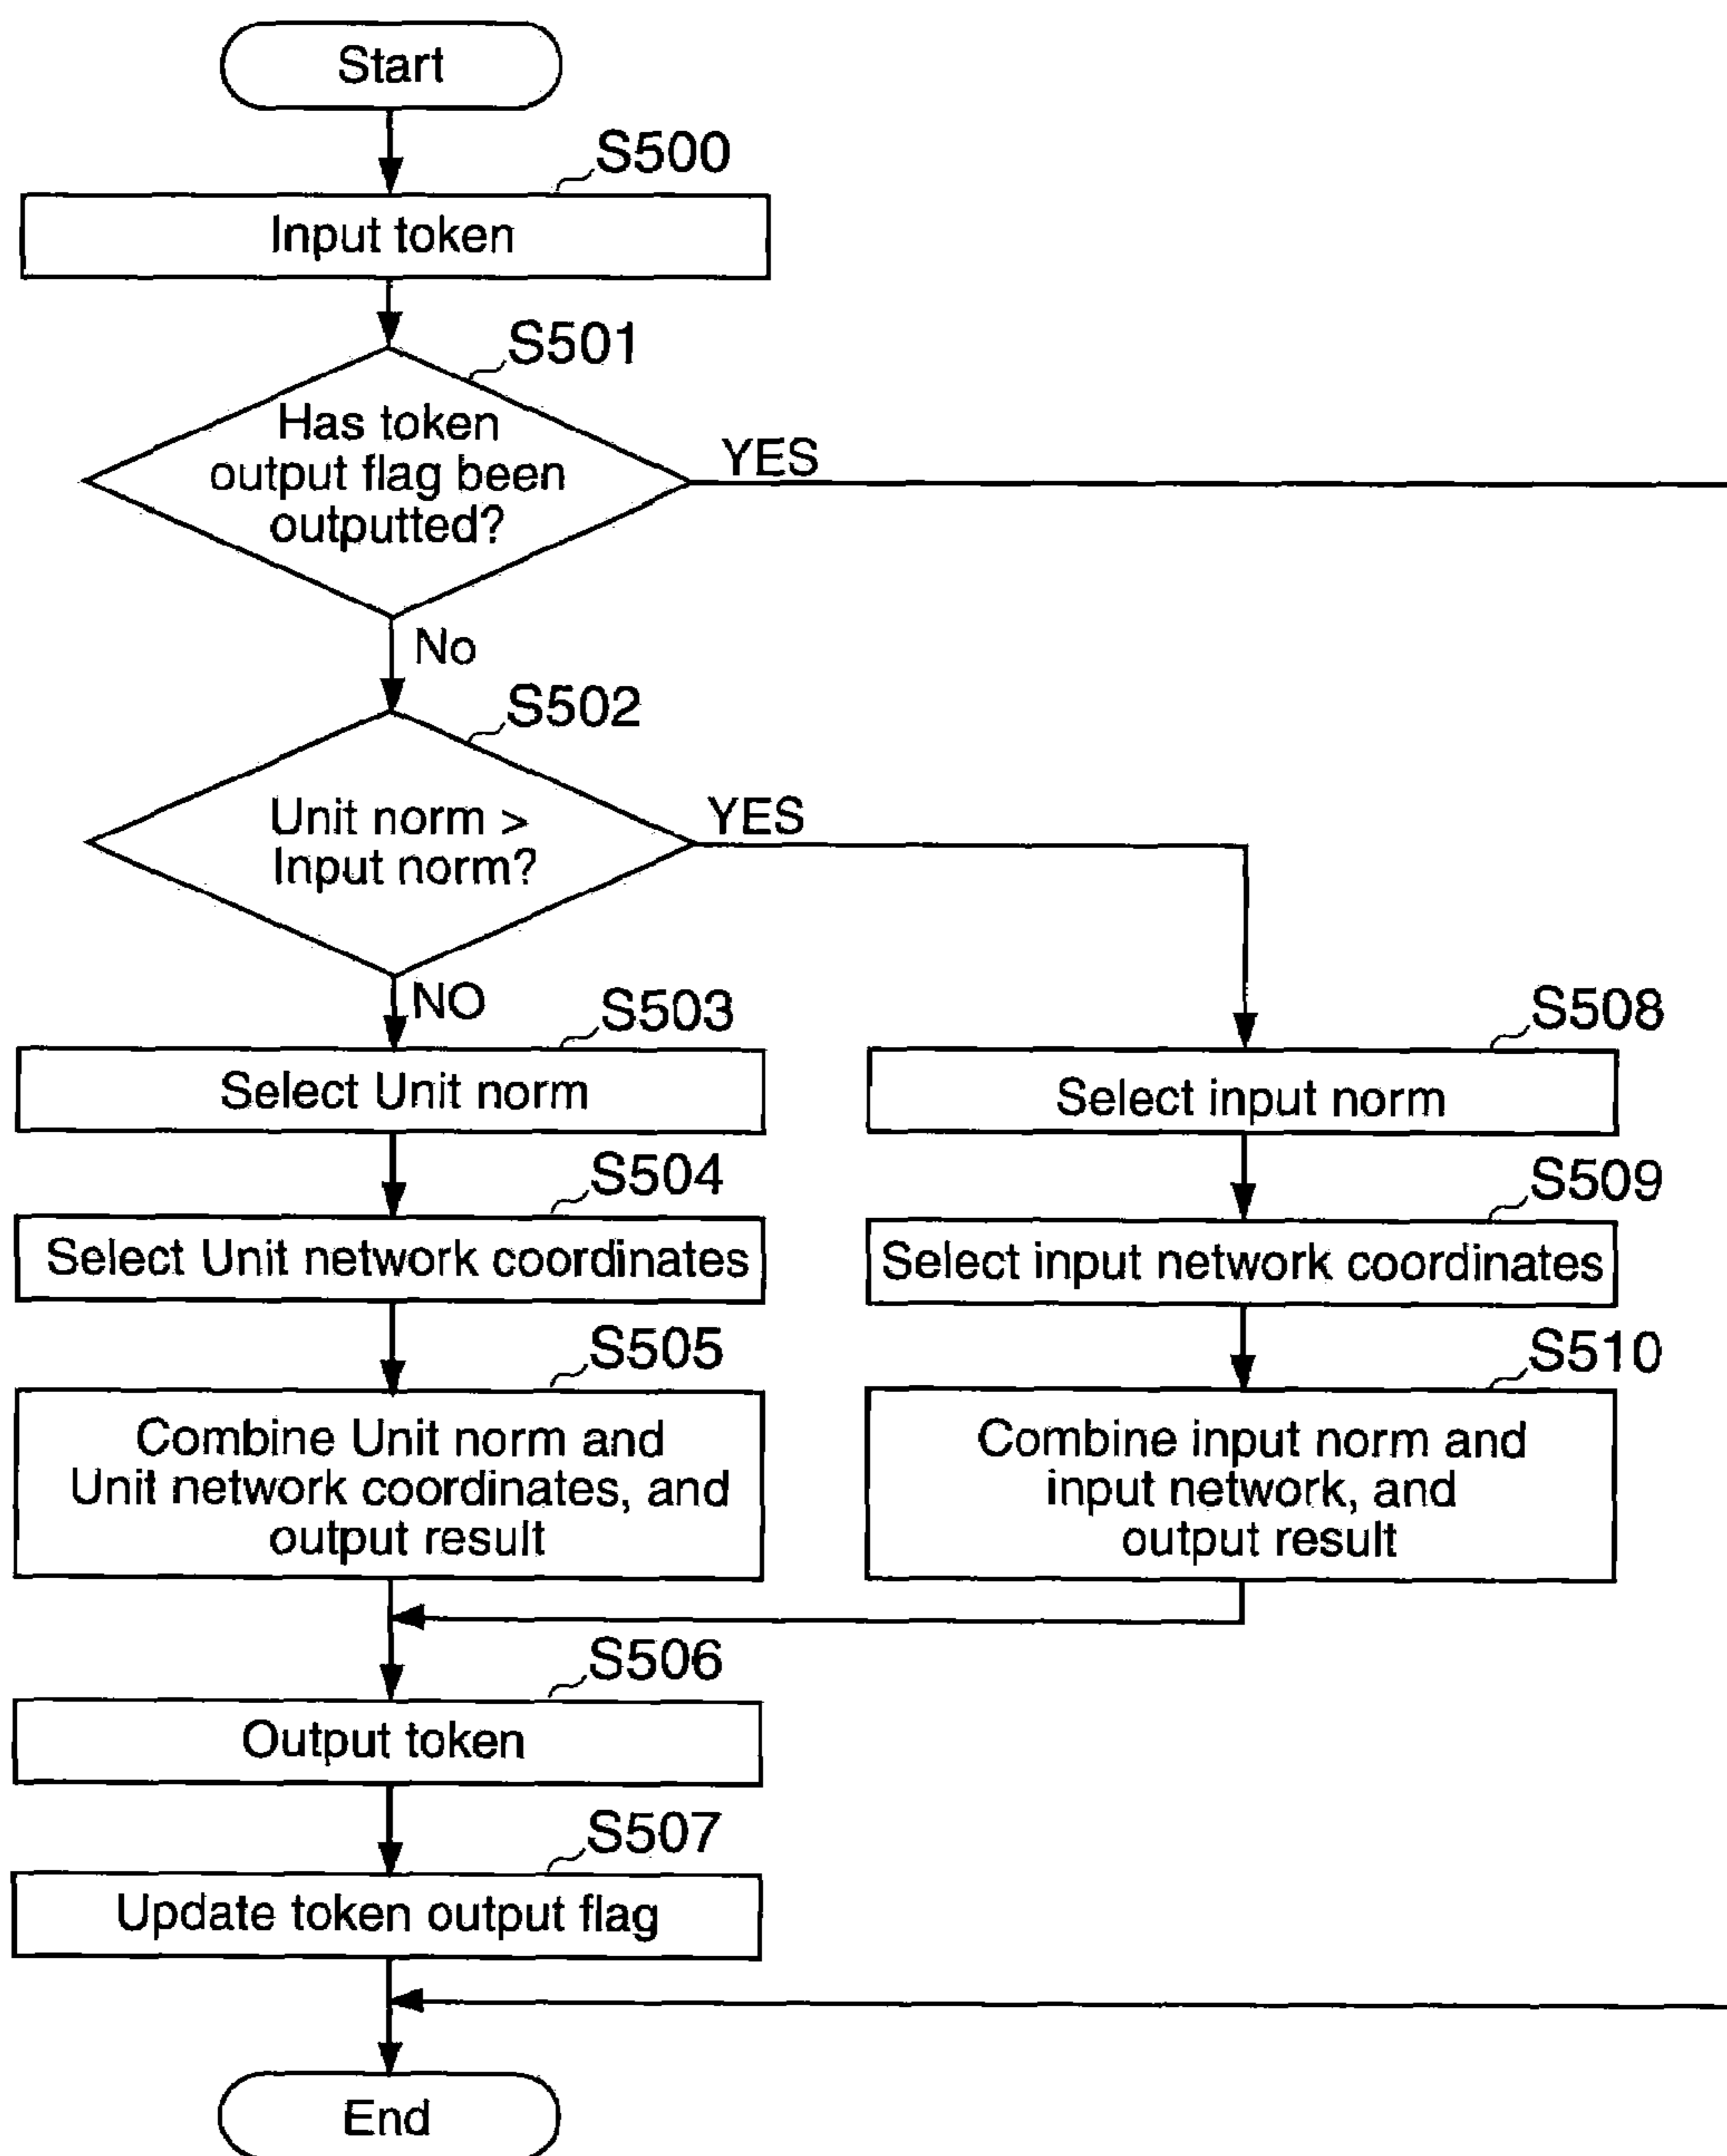 Start
S500
Input token
S501
Has token
output flag been
outputted?
YES
No
S502
Unit norm >
Input norm?
YES
NO
S503
Select Unit norm
S508
Select input norm
S504
Select Unit network coordinates
S509
Select input network coordinates
S505
Combine Unit norm and
Unit network coordinates, and
output result
S510
Combine input norm and
input network, and
output result
S506
Output token
S507
Update token output flag
End